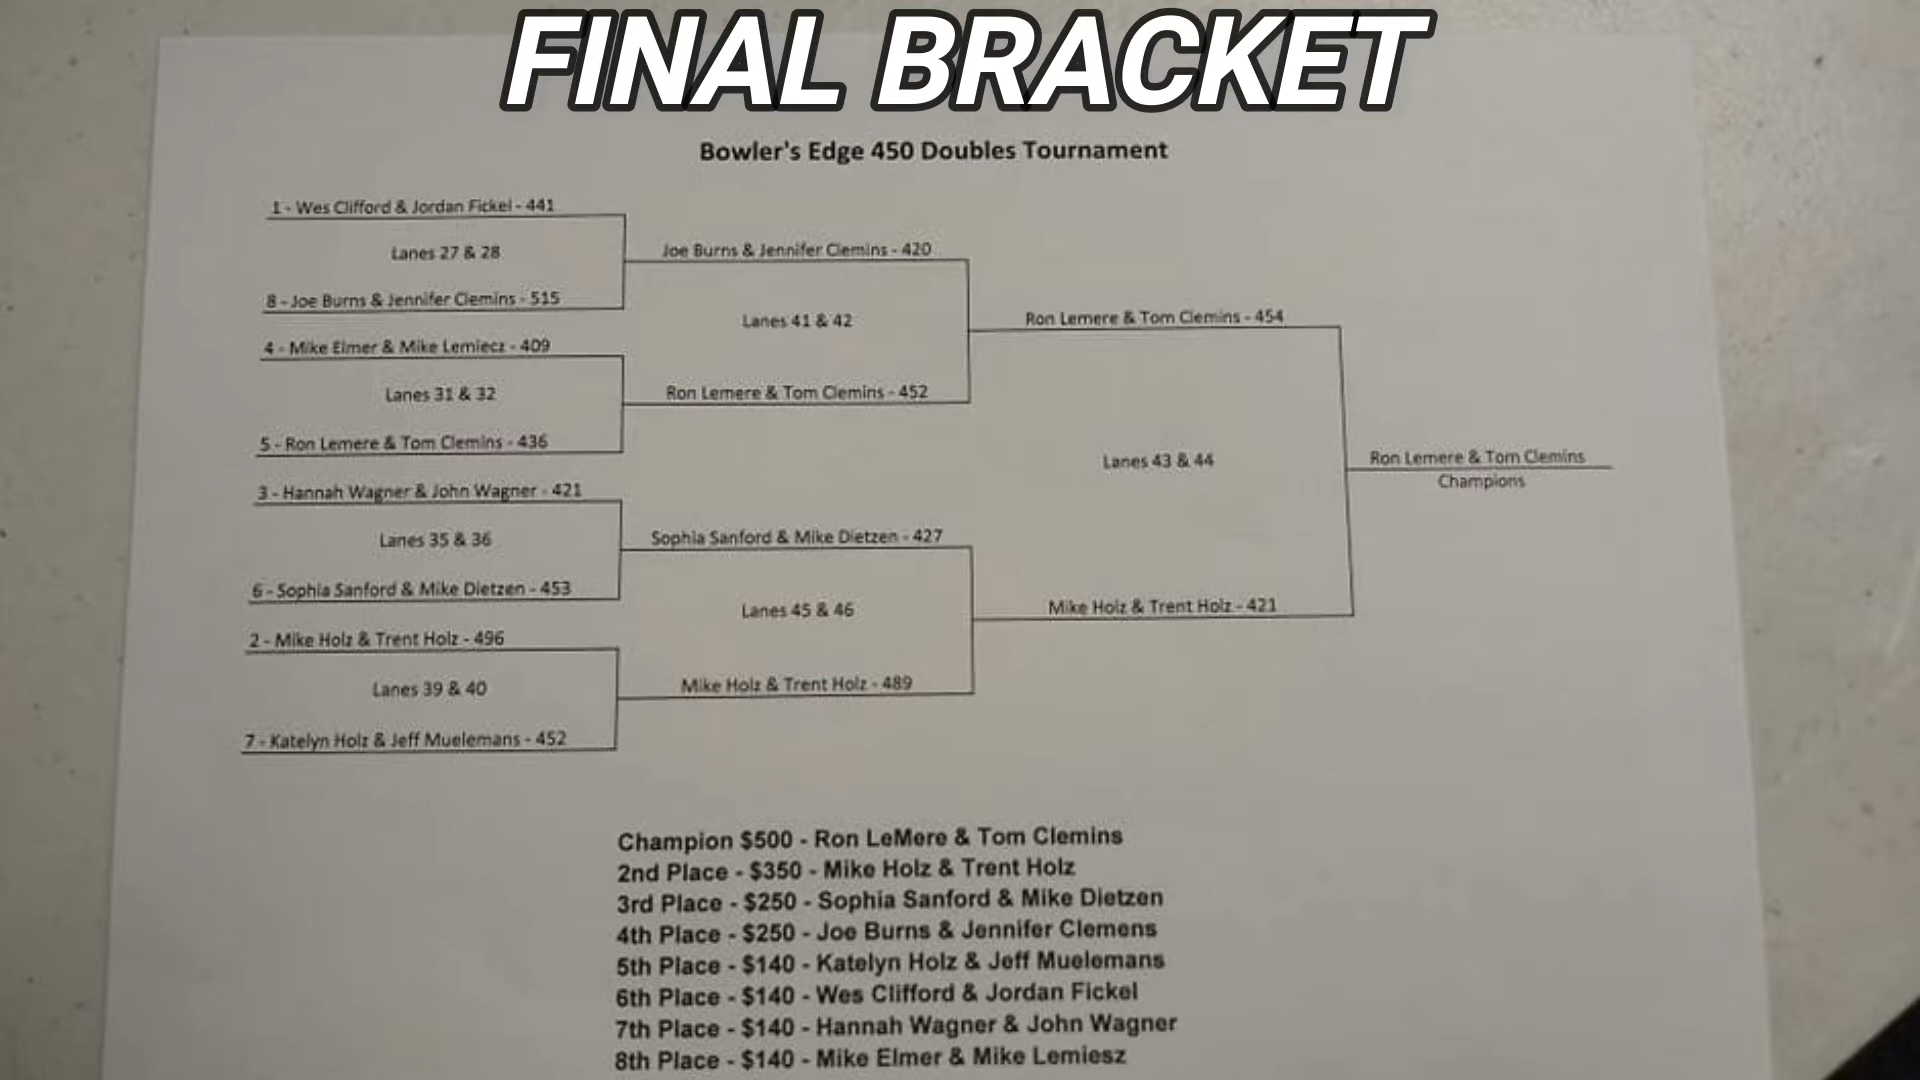 FINAL BRACKET
Bowler's Edge 450 Doubles Tournament
1 - Wes Clifford & Jordan Fickel - 441
Lanes 27 & 28
8 - Joe Burns & Jennifer Clemins - 515
4 - Mike Elmer & Mike Lemiecz - 409
Lanes 31 & 32
5 - Ron Lemere & Tom Clemins - 436
3 - Hannah Wagner & John Wagner - 421
Lanes 35 & 36
6 - Sophia Sanford & Mike Dietzen - 453
2 - Mike Holz & Trent Holz - 496
Lanes 39 & 40
7 - Katelyn Holz & Jeff Muelemans - 452
Joe Burns & Jennifer Clemins - 420
Lanes 41 & 42
Ron Lemere & Tom Clemins - 452
Sophia Sanford & Mike Dietzen - 427
Lanes 45 & 46
Mike Holz & Trent Holz - 489
Ron Lemere & Tom Clemins - 454
Lanes 43 & 44
Mike Holz & Trent Holz - 421
Ron Lemere & Tom Clemins
Champions
Champion $500 - Ron LeMere & Tom Clemins
2nd Place - $350 - Mike Holz & Trent Holz
3rd Place - $250 - Sophia Sanford & Mike Dietzen
4th Place - $250 - Joe Burns & Jennifer Clemens
5th Place - $140 - Katelyn Holz & Jeff Muelemans
6th Place - $140 - Wes Clifford & Jordan Fickel
7th Place - $140 - Hannah Wagner & John Wagner
8th Place - $140 - Mike Elmer & Mike Lemiesz